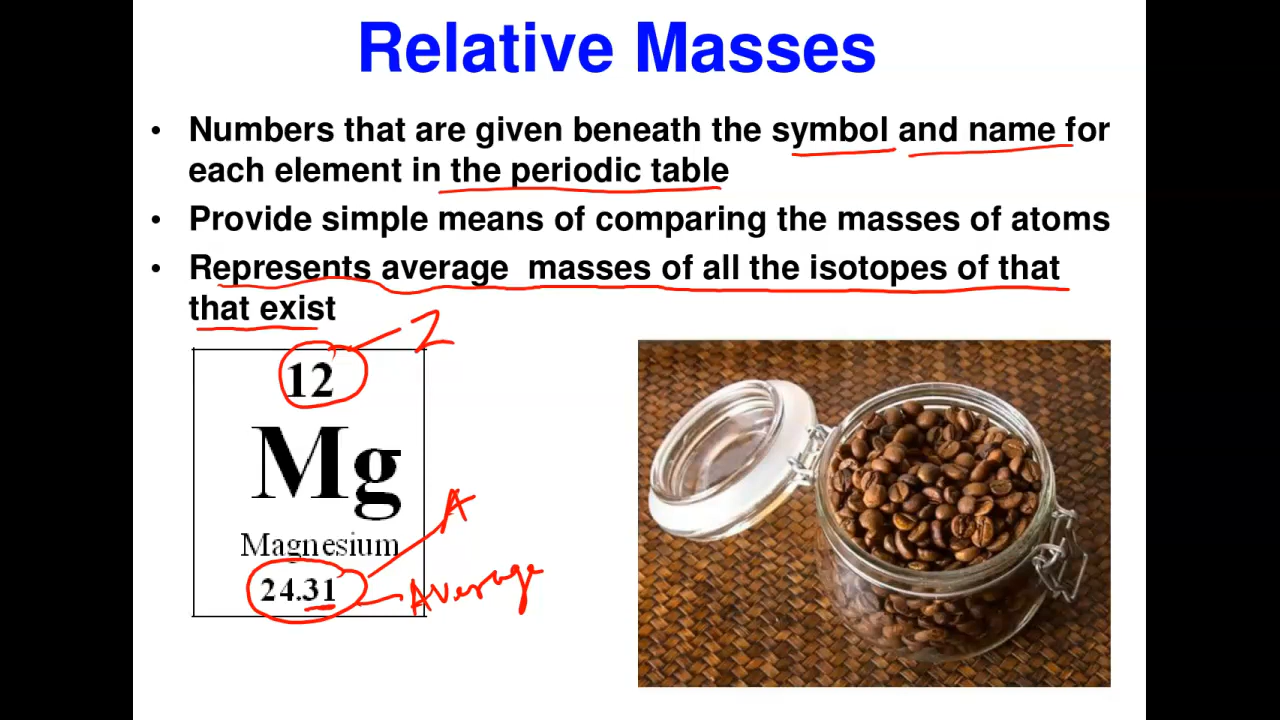 Relative Masses
• Numbers that are given beneath the symbol and name for
each element in the periodic table
• Provide simple means of comparing the masses of atoms
• Represents average masses of all the isotopes of that
that exist
Z
12
Mg
A
Magnesium
24.31
Average